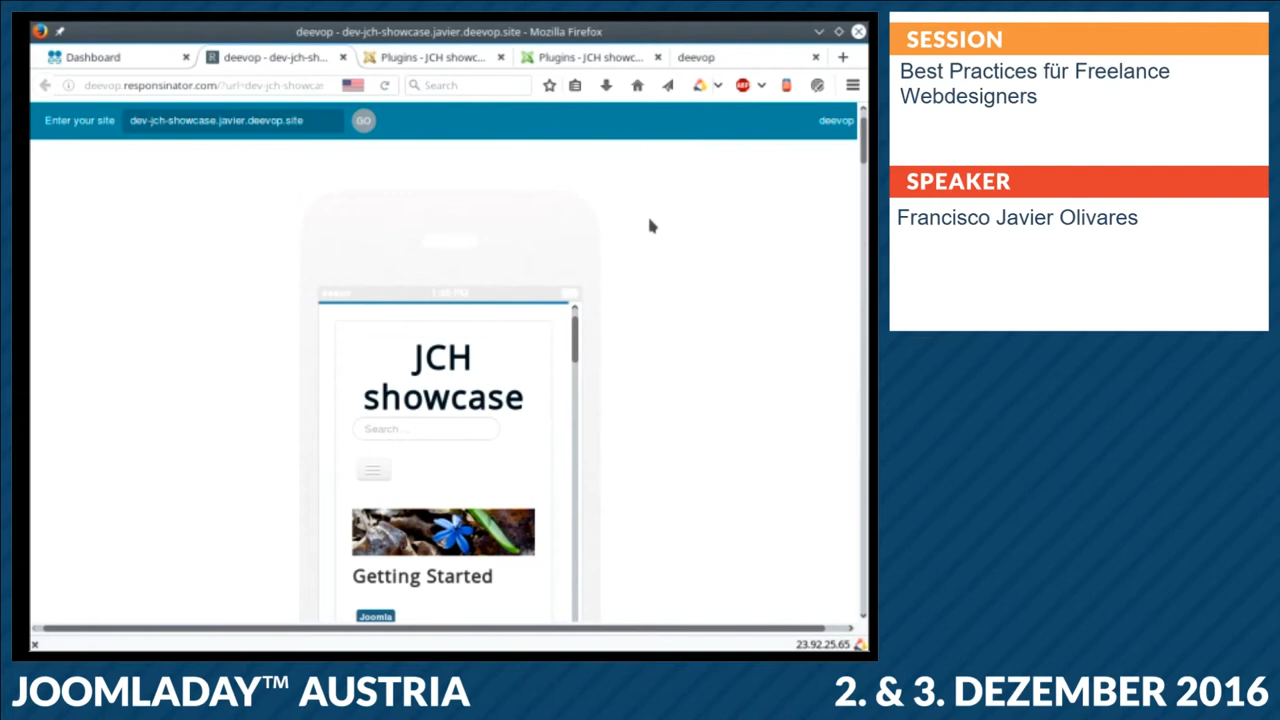 deevop - dev-jch-showcase.javier.deevop.site - Mozilla Firefox
Dashboard
deevop - dev-jch-sh...
Plugins - JCH showc...
Plugins - JCH showc...
deevop
deevop.responsinator.com/?url=dev-jch-showca
Search
ABP
Enter your site
dev-jch-showcase.javier.deevop.site
GO
deevop
JCH
showcase
Search ...
Getting Started
Joomla
23.92.25.65
SESSION
Best Practices für Freelance
Webdesigners
SPEAKER
Francisco Javier Olivares
JOOMLADAY™ AUSTRIA
2. & 3. DEZEMBER 2016